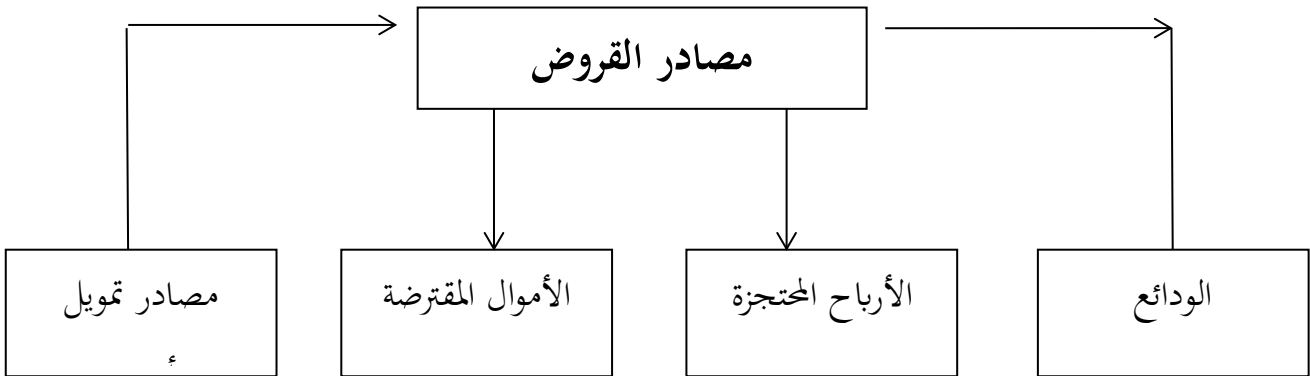 مصادر القروض
الودائع
الأرباح المحتجزة
الأموال المقترضة
مصادر تمويل